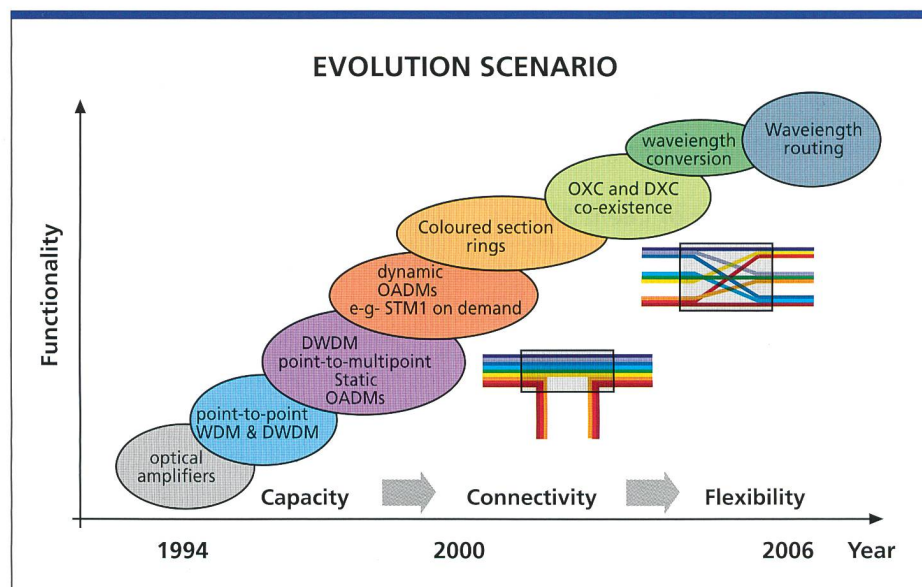 EVOLUTION SCENARIO
Functionality
waveiength
conversion
Waveiength
routing
OXC and DXC
co-existence
Coloured section
rings
dynamic
OADMs
e-g- STM1 on demand
DWDM
point-to-multipoint
Static
OADMs
point-to-point
WDM & DWDM
optical
amplifiers
Capacity
Connectivity
Flexibility
1994
2000
2006
Year